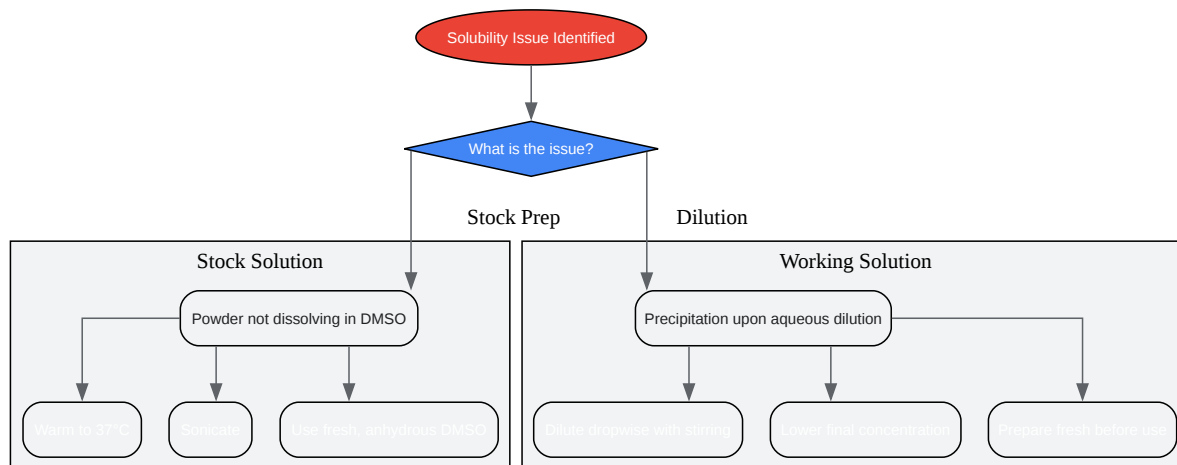 Solubility Issue Identified
What is the issue?
Stock Prep
Dilution
Stock Solution
Working Solution
Powder not dissolving in DMSO
Precipitation upon aqueous dilution
Warm to 37°C
Sonicate
Use fresh, anhydrous DMSO
Dilute dropwise with stirring
Lower final concentration
Prepare fresh before use